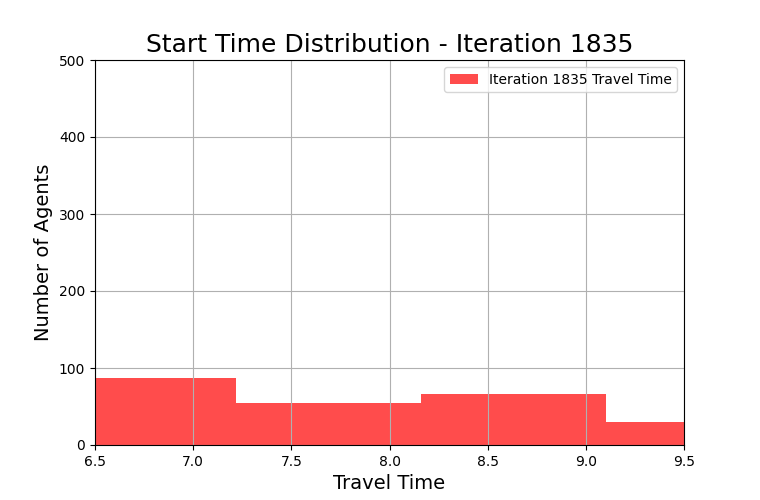 Start Time Distribution - Iteration 1835
Iteration 1835 Travel Time
Number of Agents
500
400
300
200
100
0
6.5 7.0 7.5 8.0 8.5 9.0 9.5
Travel Time